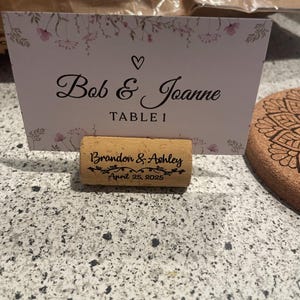 Bob & Joanne
TABLE 1
Brandon & Ashley
April 25, 2025